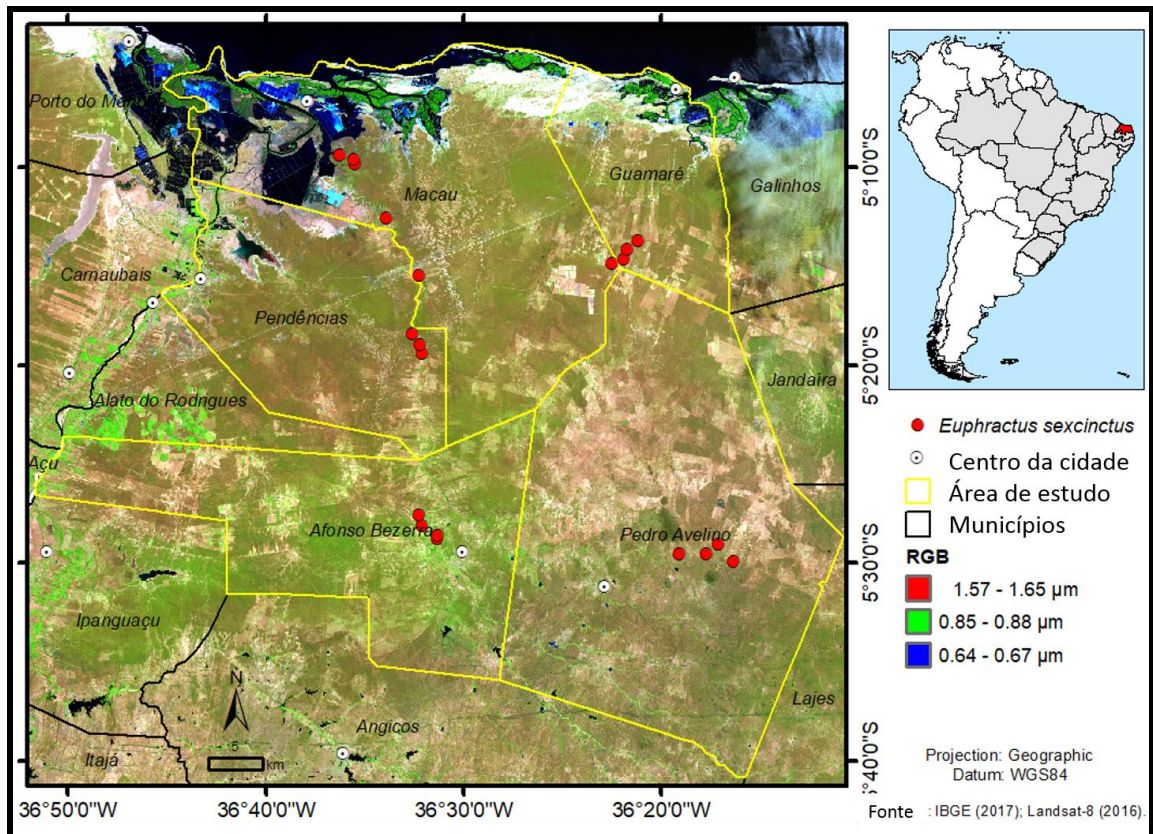 Porto do Ma
Macau
Guamaré
Galinhos
Carnaubais
Pendências
Alato do Rodrigues
Jandaira
Açu
Afonso Bezerra
Pedro Avelino
Ipanguaçu
Lajes
Angicos
Itajá
N
5
km
5°10'0"S
5°20'0"S
5°30'0"S
5°40'0"S
36°50'0"W
36°40'0"W
36°30'0"W
36°20'0"W
Euphractus sexcinctus
Centro da cidade
Área de estudo
Municípios
RGB
1.57 - 1.65 µm
0.85 - 0.88 µm
0.64 - 0.67 µm
Projection: Geographic
Datum: WGS84
Fonte : IBGE (2017); Landsat-8 (2016).